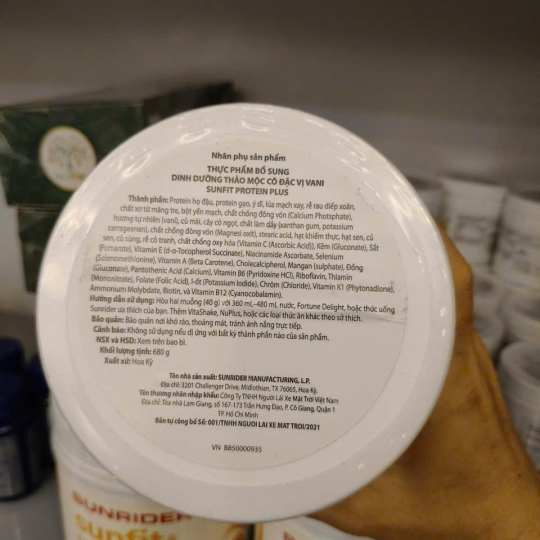 Nhãn phụ sản phẩm
THỰC PHẨM BỔ SUNG
DINH DƯỠNG THẢO MỘC CÔ ĐẶC VỊ VANI
SUNFIT PROTEIN PLUS
Thành phần: Protein họ đậu, protein gạo, ý dĩ, lúa mạch xay, rễ rau diếp xoăn,
chất xơ từ măng tre, bột yến mạch, chất chống đông vón (Calcium Photsphate),
hương tự nhiên (vani), củ mài, cây cỏ ngọt, chất làm dầy (xanthan gum, potassium
carrageenan), chất chống đông vón (Magnesi oxit), stearic acid, hạt khiếm thực, hạt sen, củ
sen, củ súng, rễ cỏ tranh, chất chống oxy hóa (Vitamin C (Ascorbic Acid)), Kẽm (Gluconate), Sắt
(Fumarate), Vitamin E (d-α-Tocopherol Succinate), Niacinamide Ascorbate, Selenium
(Selenomethionine), Vitamin A (Beta Carotene), Cholecalcipherol, Mangan (sulphate), Đồng
(Gluconate), Pantothenic Acid (Calcium), Vitamin B6 (Pyridoxine HCl), Riboflavin, Thiamin
(Mononitrate), Folate (Folic Acid), I-ốt (Potassium Iodide), Chrôm (Chloride), Vitamin K1 (Phytonadione),
Ammonium Molybdate, Biotin, và Vitamin B12 (Cyanocobalamin).
Hướng dẫn sử dụng: Hòa hai muỗng (40 g) với 360 mL–480 mL nước, Fortune Delight, hoặc thức uống
Sunrider ưa thích của bạn. Thêm VitaShake, NuPlus, hoặc các loại thức ăn khác theo sở thích.
Bảo quản: Bảo quản nơi khô ráo, thoáng mát, tránh ánh nắng trực tiếp.
Cảnh báo: Không sử dụng nếu dị ứng với bất kỳ thành phần nào của sản phẩm.
NSX và HSD: Xem trên bao bì.
Khối lượng tịnh: 680 g
Xuất xứ: Hoa Kỳ
Tên nhà sản xuất: SUNRIDER MANUFACTURING, L.P.
Địa chỉ: 3201 Challenger Drive, Midlothian, TX 76065, Hoa Kỳ.
Tên thương nhân nhập khẩu: Công Ty TNHH Người Lái Xe Mặt Trời Việt Nam
Địa chỉ: Tòa nhà Lam Giang, số 167-173 Trần Hưng Đạo, P. Cô Giang, Quận 1
TP. Hồ Chí Minh
Bản tự công bố Số: 001/TNHH NGUOI LAI XE MAT TROI/2021
VN 8850000935
SUNRIDER
sunfit